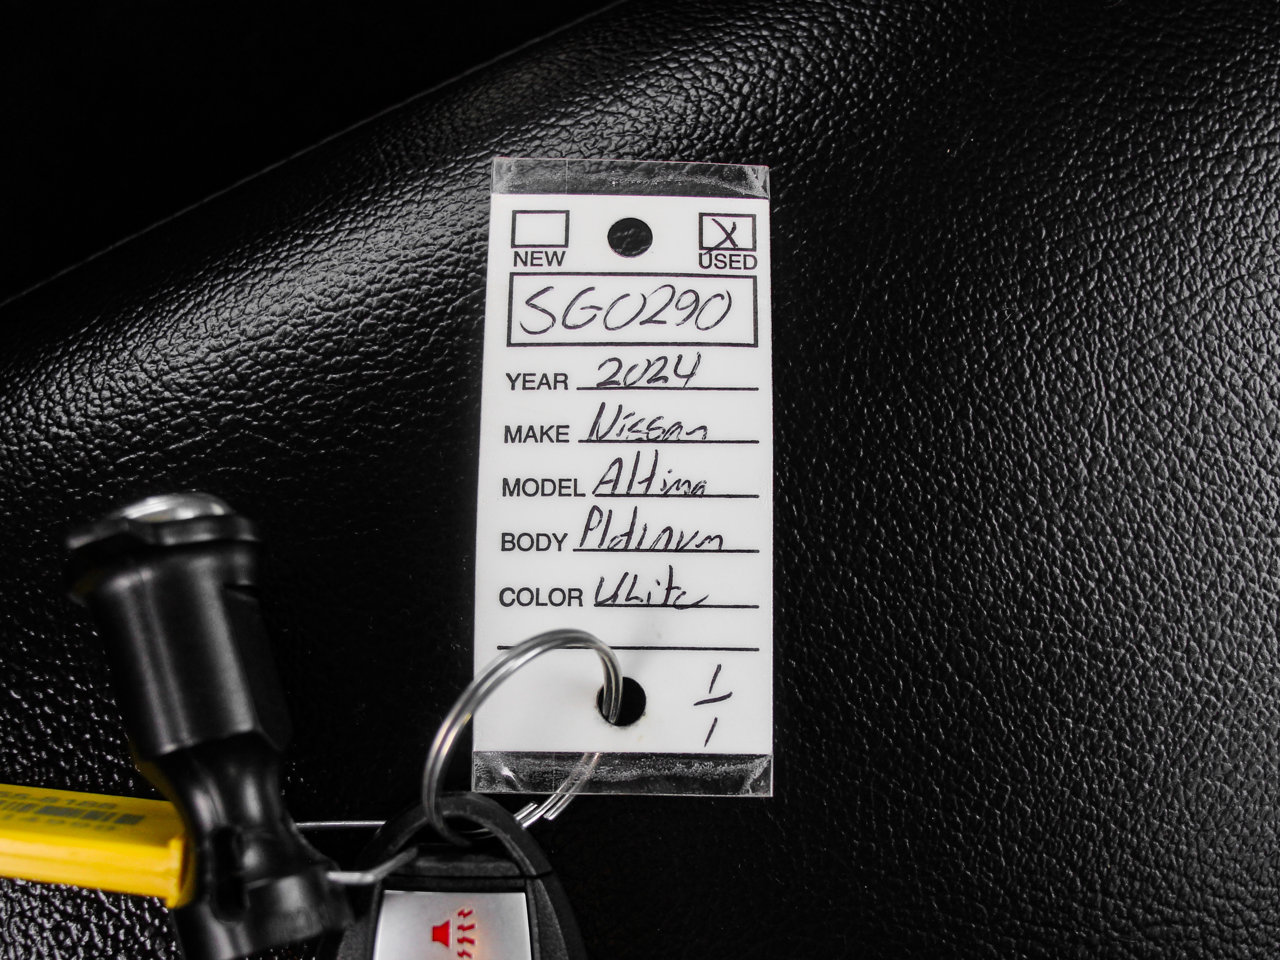 NEW X USED
SG0290
YEAR 2024
MAKE Nissan
MODEL Altima
BODY Platinum
COLOR White
1/1